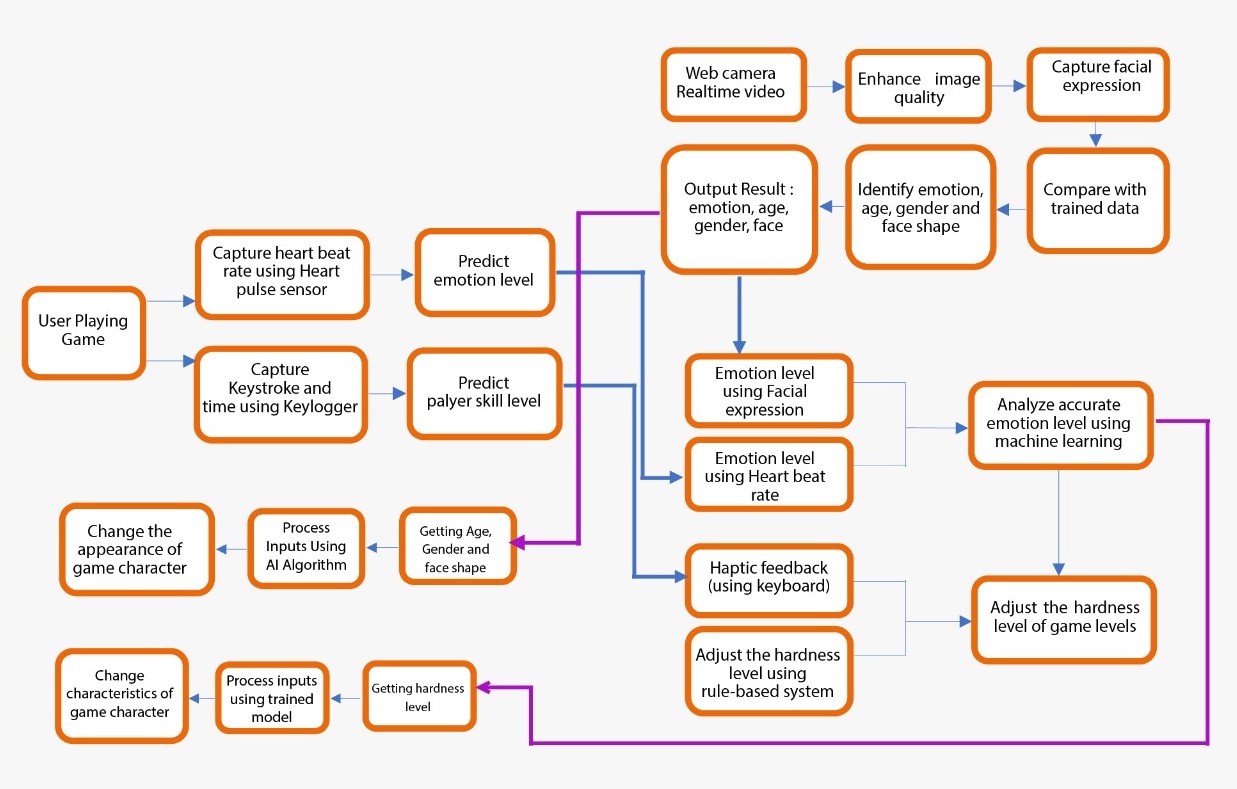 Web camera
Realtime video
Enhance image
quality
Capture facial
expression
Output Result :
emotion, age,
gender, face
Identify emotion,
age, gender and
face shape
Compare with
trained data
Capture heart beat
rate using Heart
pulse sensor
Predict
emotion level
User Playing
Game
Capture
Keystroke and
time using Keylogger
Predict
palyer skill level
Emotion level
using Facial
expression
Analyze accurate
emotion level using
machine learning
Emotion level
using Heart beat
rate
Change the
appearance of
game character
Process
Inputs Using
AI Algorithm
Getting Age,
Gender and
face shape
Haptic feedback
(using keyboard)
Adjust the hardness
level of game levels
Adjust the hardness
level using
rule-based system
Change
characteristics of
game character
Process inputs
using trained
model
Getting hardness
level